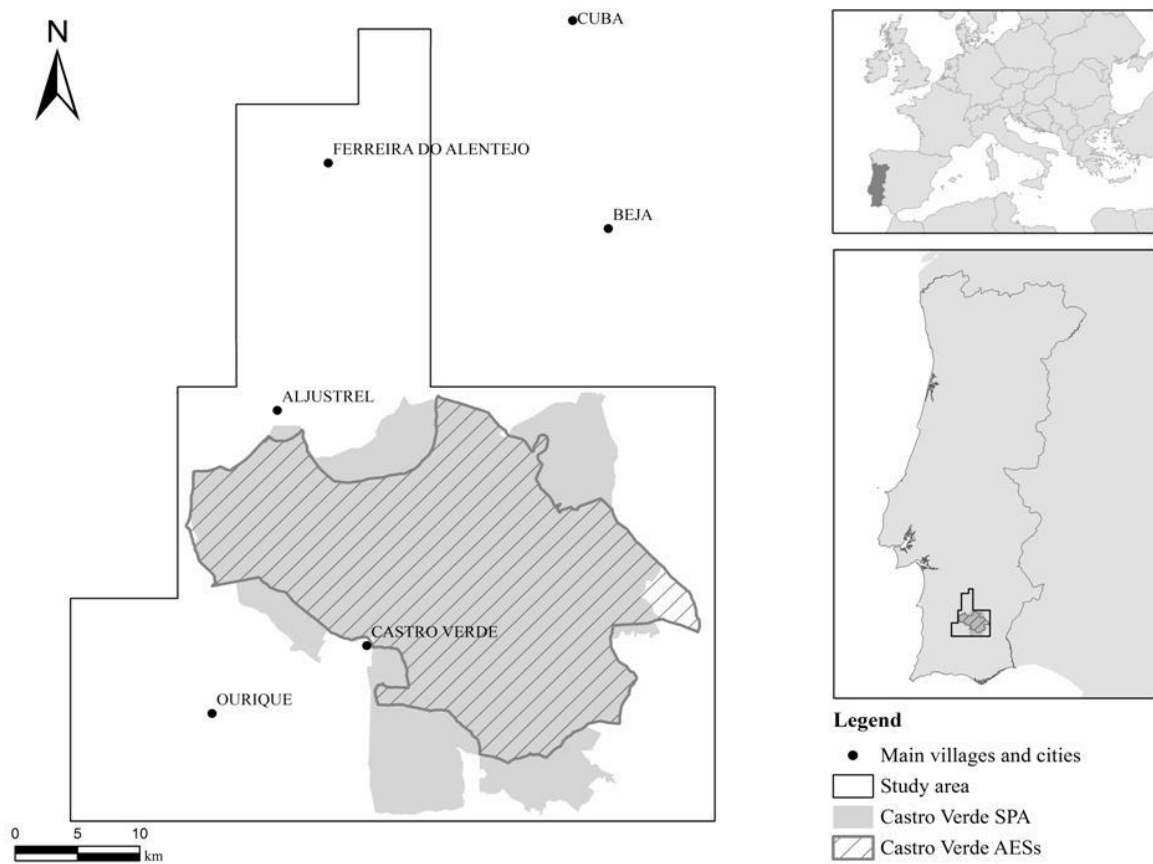 N
CUBA
FERREIRA DO ALENTEJO
BEJA
ALJUSTREL
CASTRO VERDE
OURIQUE
0 5 10
km
Legend
Main villages and cities
Study area
Castro Verde SPA
Castro Verde AESs